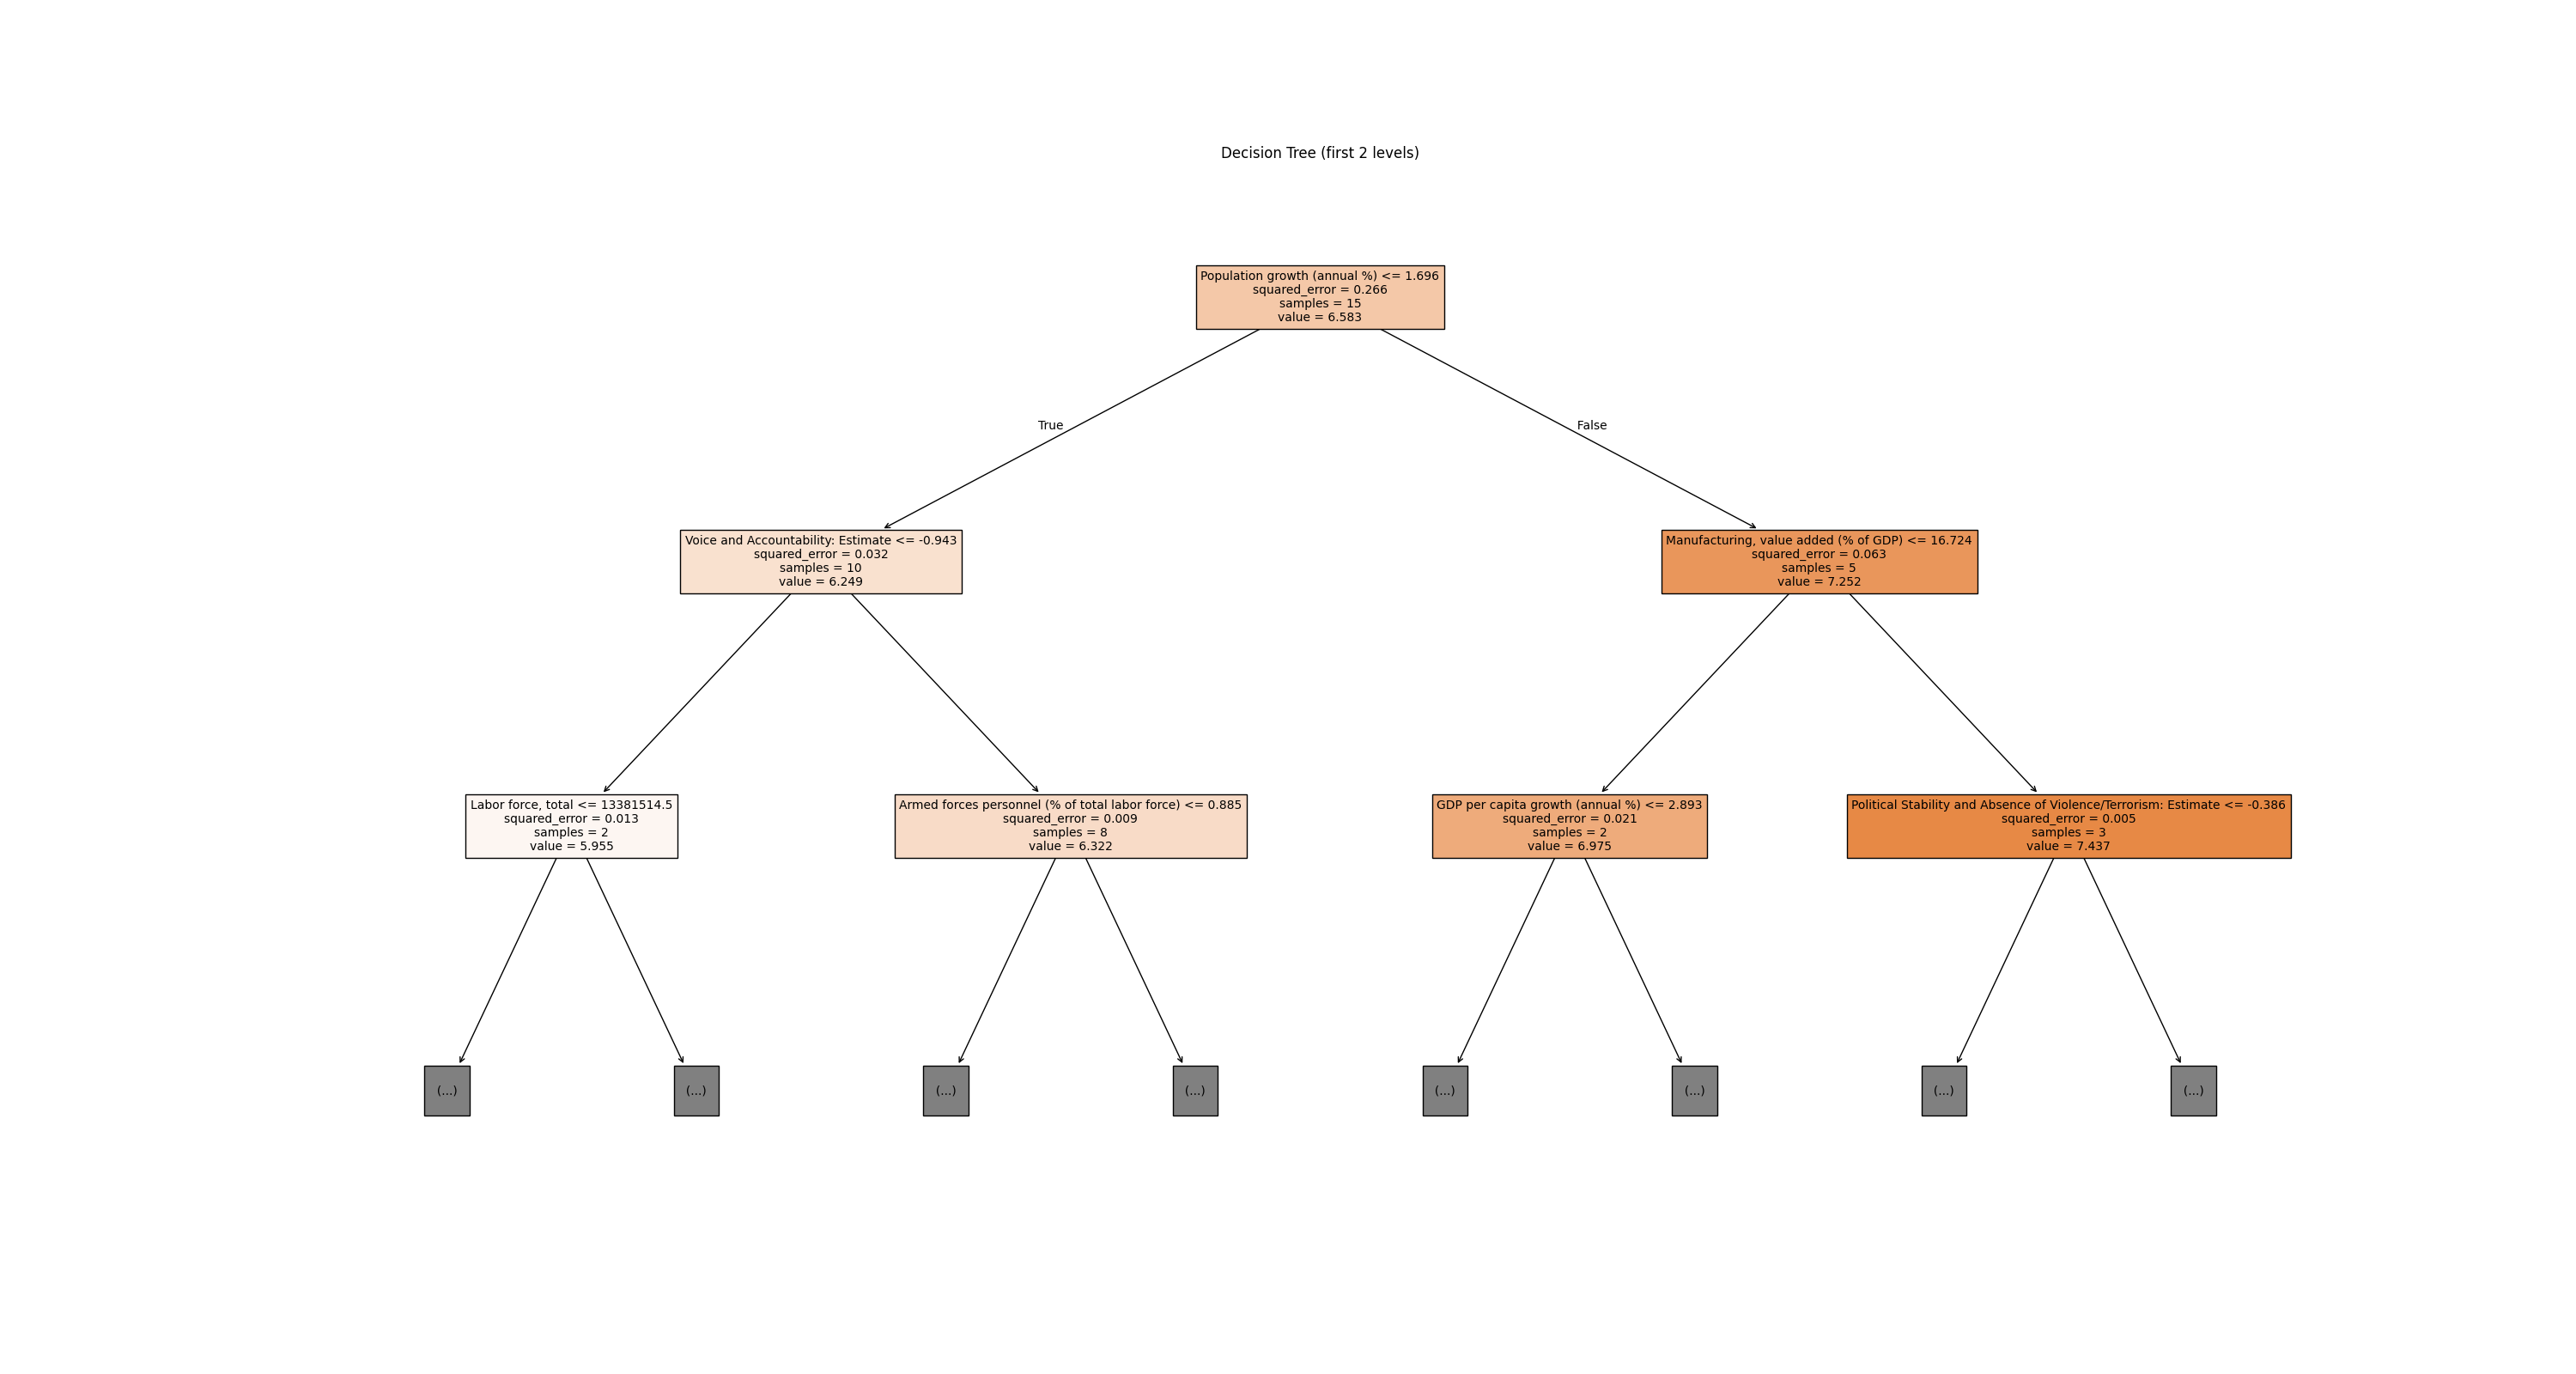 Decision Tree (first 2 levels)
Population growth (annual %) <= 1.696
squared_error = 0.266
samples = 15
value = 6.583
True
False
Voice and Accountability: Estimate <= -0.943
squared_error = 0.032
samples = 10
value = 6.249
Manufacturing, value added (% of GDP) <= 16.724
squared_error = 0.063
samples = 5
value = 7.252
Labor force, total <= 13381514.5
squared_error = 0.013
samples = 2
value = 5.955
Armed forces personnel (% of total labor force) <= 0.885
squared_error = 0.009
samples = 8
value = 6.322
GDP per capita growth (annual %) <= 2.893
squared_error = 0.021
samples = 2
value = 6.975
Political Stability and Absence of Violence/Terrorism: Estimate <= -0.386
squared_error = 0.005
samples = 3
value = 7.437
(...)
(...)
(...)
(...)
(...)
(...)
(...)
(...)